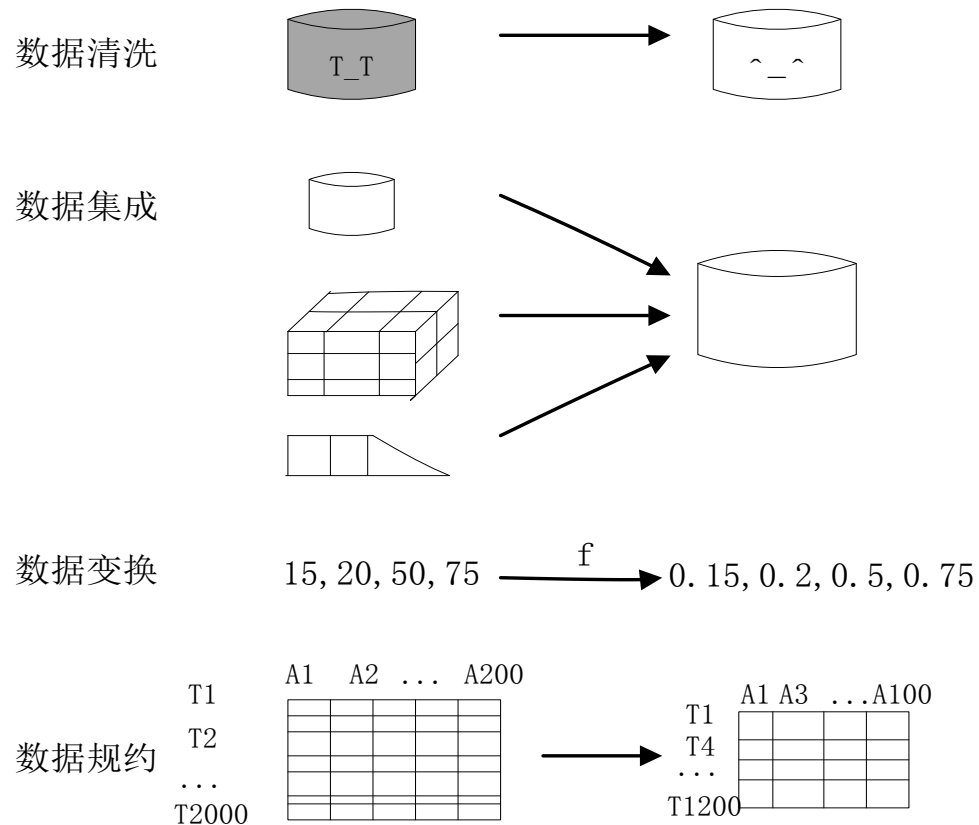 数据清洗 T_T ^_^
数据集成
数据变换 15,20,50,75 f 0.15,0.2,0.5,0.75
A1 A2 ... A200
T1
T2
...
T2000
数据规约
A1 A3 ...A100
T1
T4
...
T1200